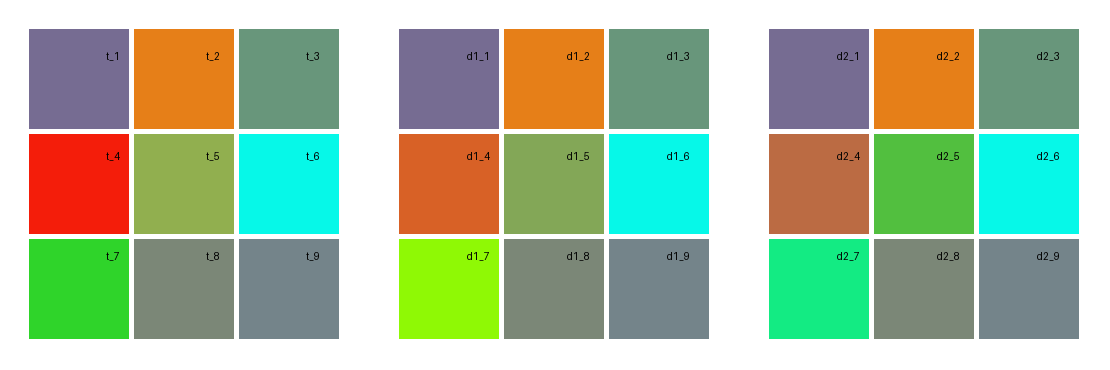 t_1 t_2 t_3 d1_1 d1_2 d1_3 d2_1 d2_2 d2_3
t_4 t_5 t_6 d1_4 d1_5 d1_6 d2_4 d2_5 d2_6
t_7 t_8 t_9 d1_7 d1_8 d1_9 d2_7 d2_8 d2_9